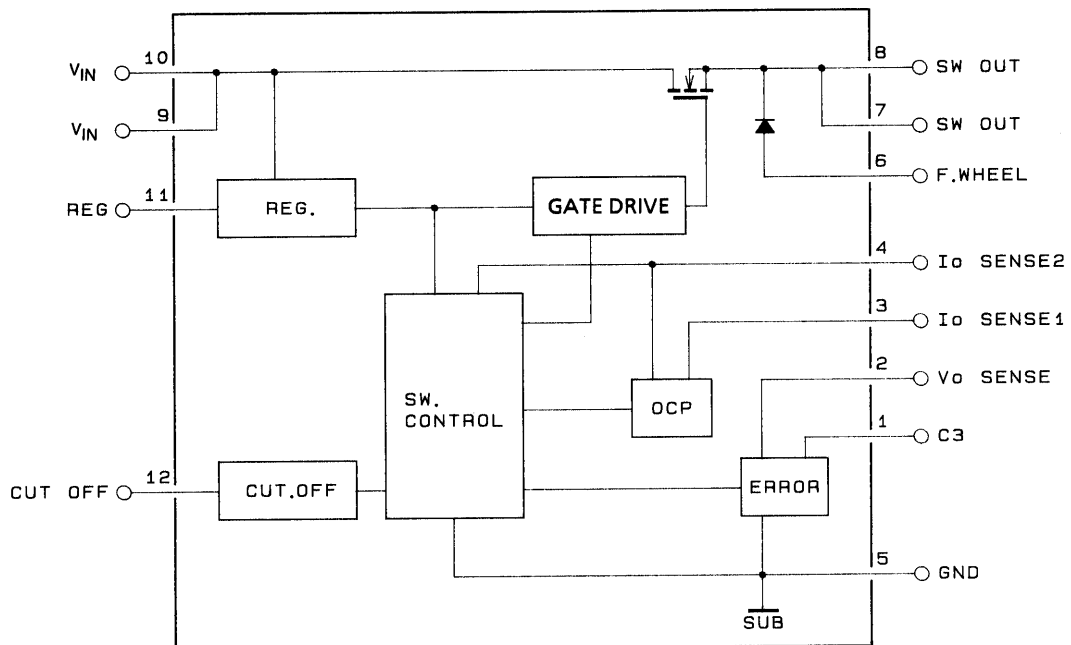 10
VIN
8
SW OUT
9
VIN
7
SW OUT
6
F.WHEEL
11
REG
REG.
GATE DRIVE
4
Io SENSE2
3
Io SENSE1
2
Vo SENSE
SW.
CONTROL
OCP
1
C3
12
CUT OFF
CUT.OFF
ERROR
5
GND
SUB